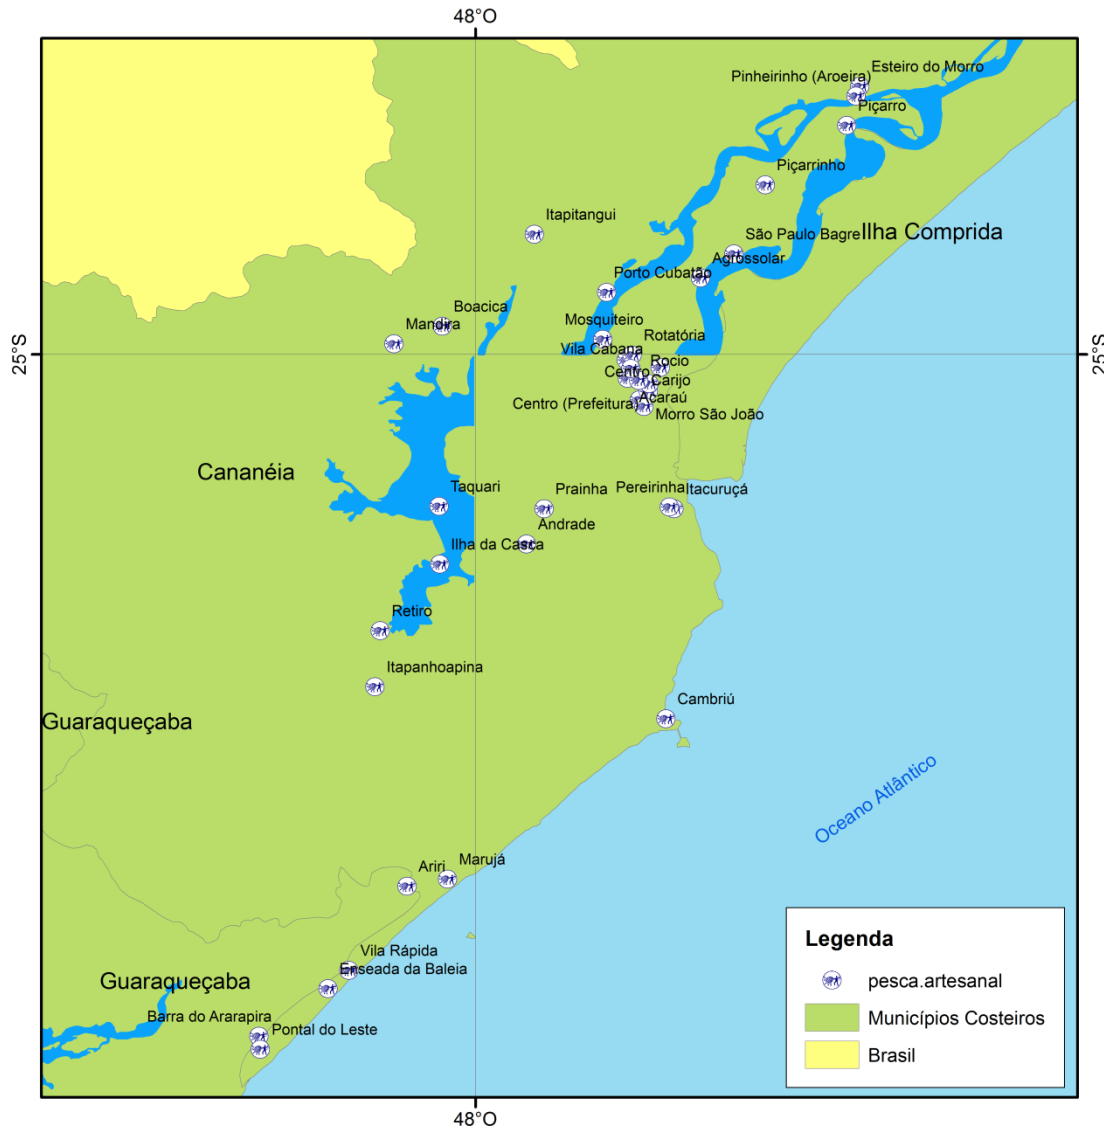 48°O
Esteiro do Morro
Pinheirinho (Aroeira)
Piçarro
Piçarrinho
Itapitangui
São Paulo Bagre
Ilha Comprida
Agrossolar
Porto Cubatão
Boacica
Mandira
Mosquiteiro
Rotatória
25°S
25°S
Vila Cabana
Rocio
Centro
Carijo
Acaraú
Centro (Prefeitura)
Morro São João
Cananéia
Taquari
Prainha
Pereirinha
Itacuruçá
Andrade
Ilha da Casca
Retiro
Itapanhoapina
Cambriú
Guaraqueçaba
Oceano Atlântico
Marujá
Ariri
Vila Rápida
Enseada da Baleia
Guaraqueçaba
Barra do Ararapira
Pontal do Leste
Legenda
pesca.artesanal
Municípios Costeiros
Brasil
48°O